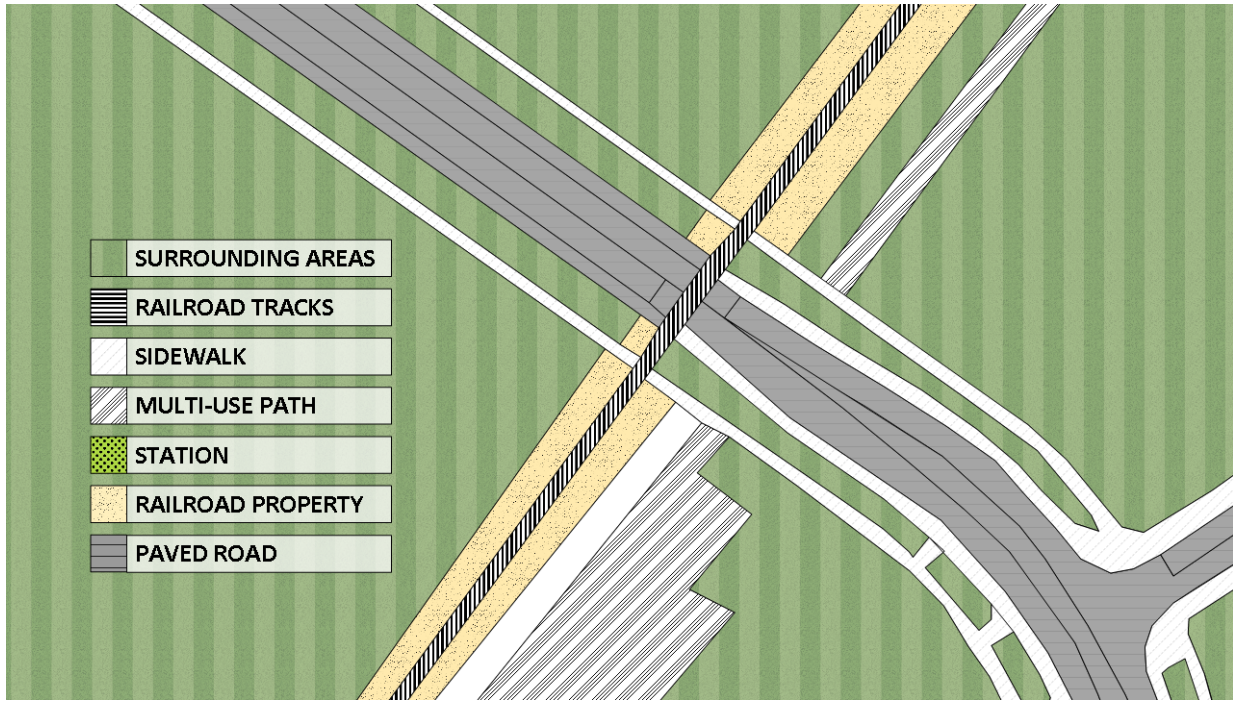 SURROUNDING AREAS
RAILROAD TRACKS
SIDEWALK
MULTI-USE PATH
STATION
RAILROAD PROPERTY
PAVED ROAD